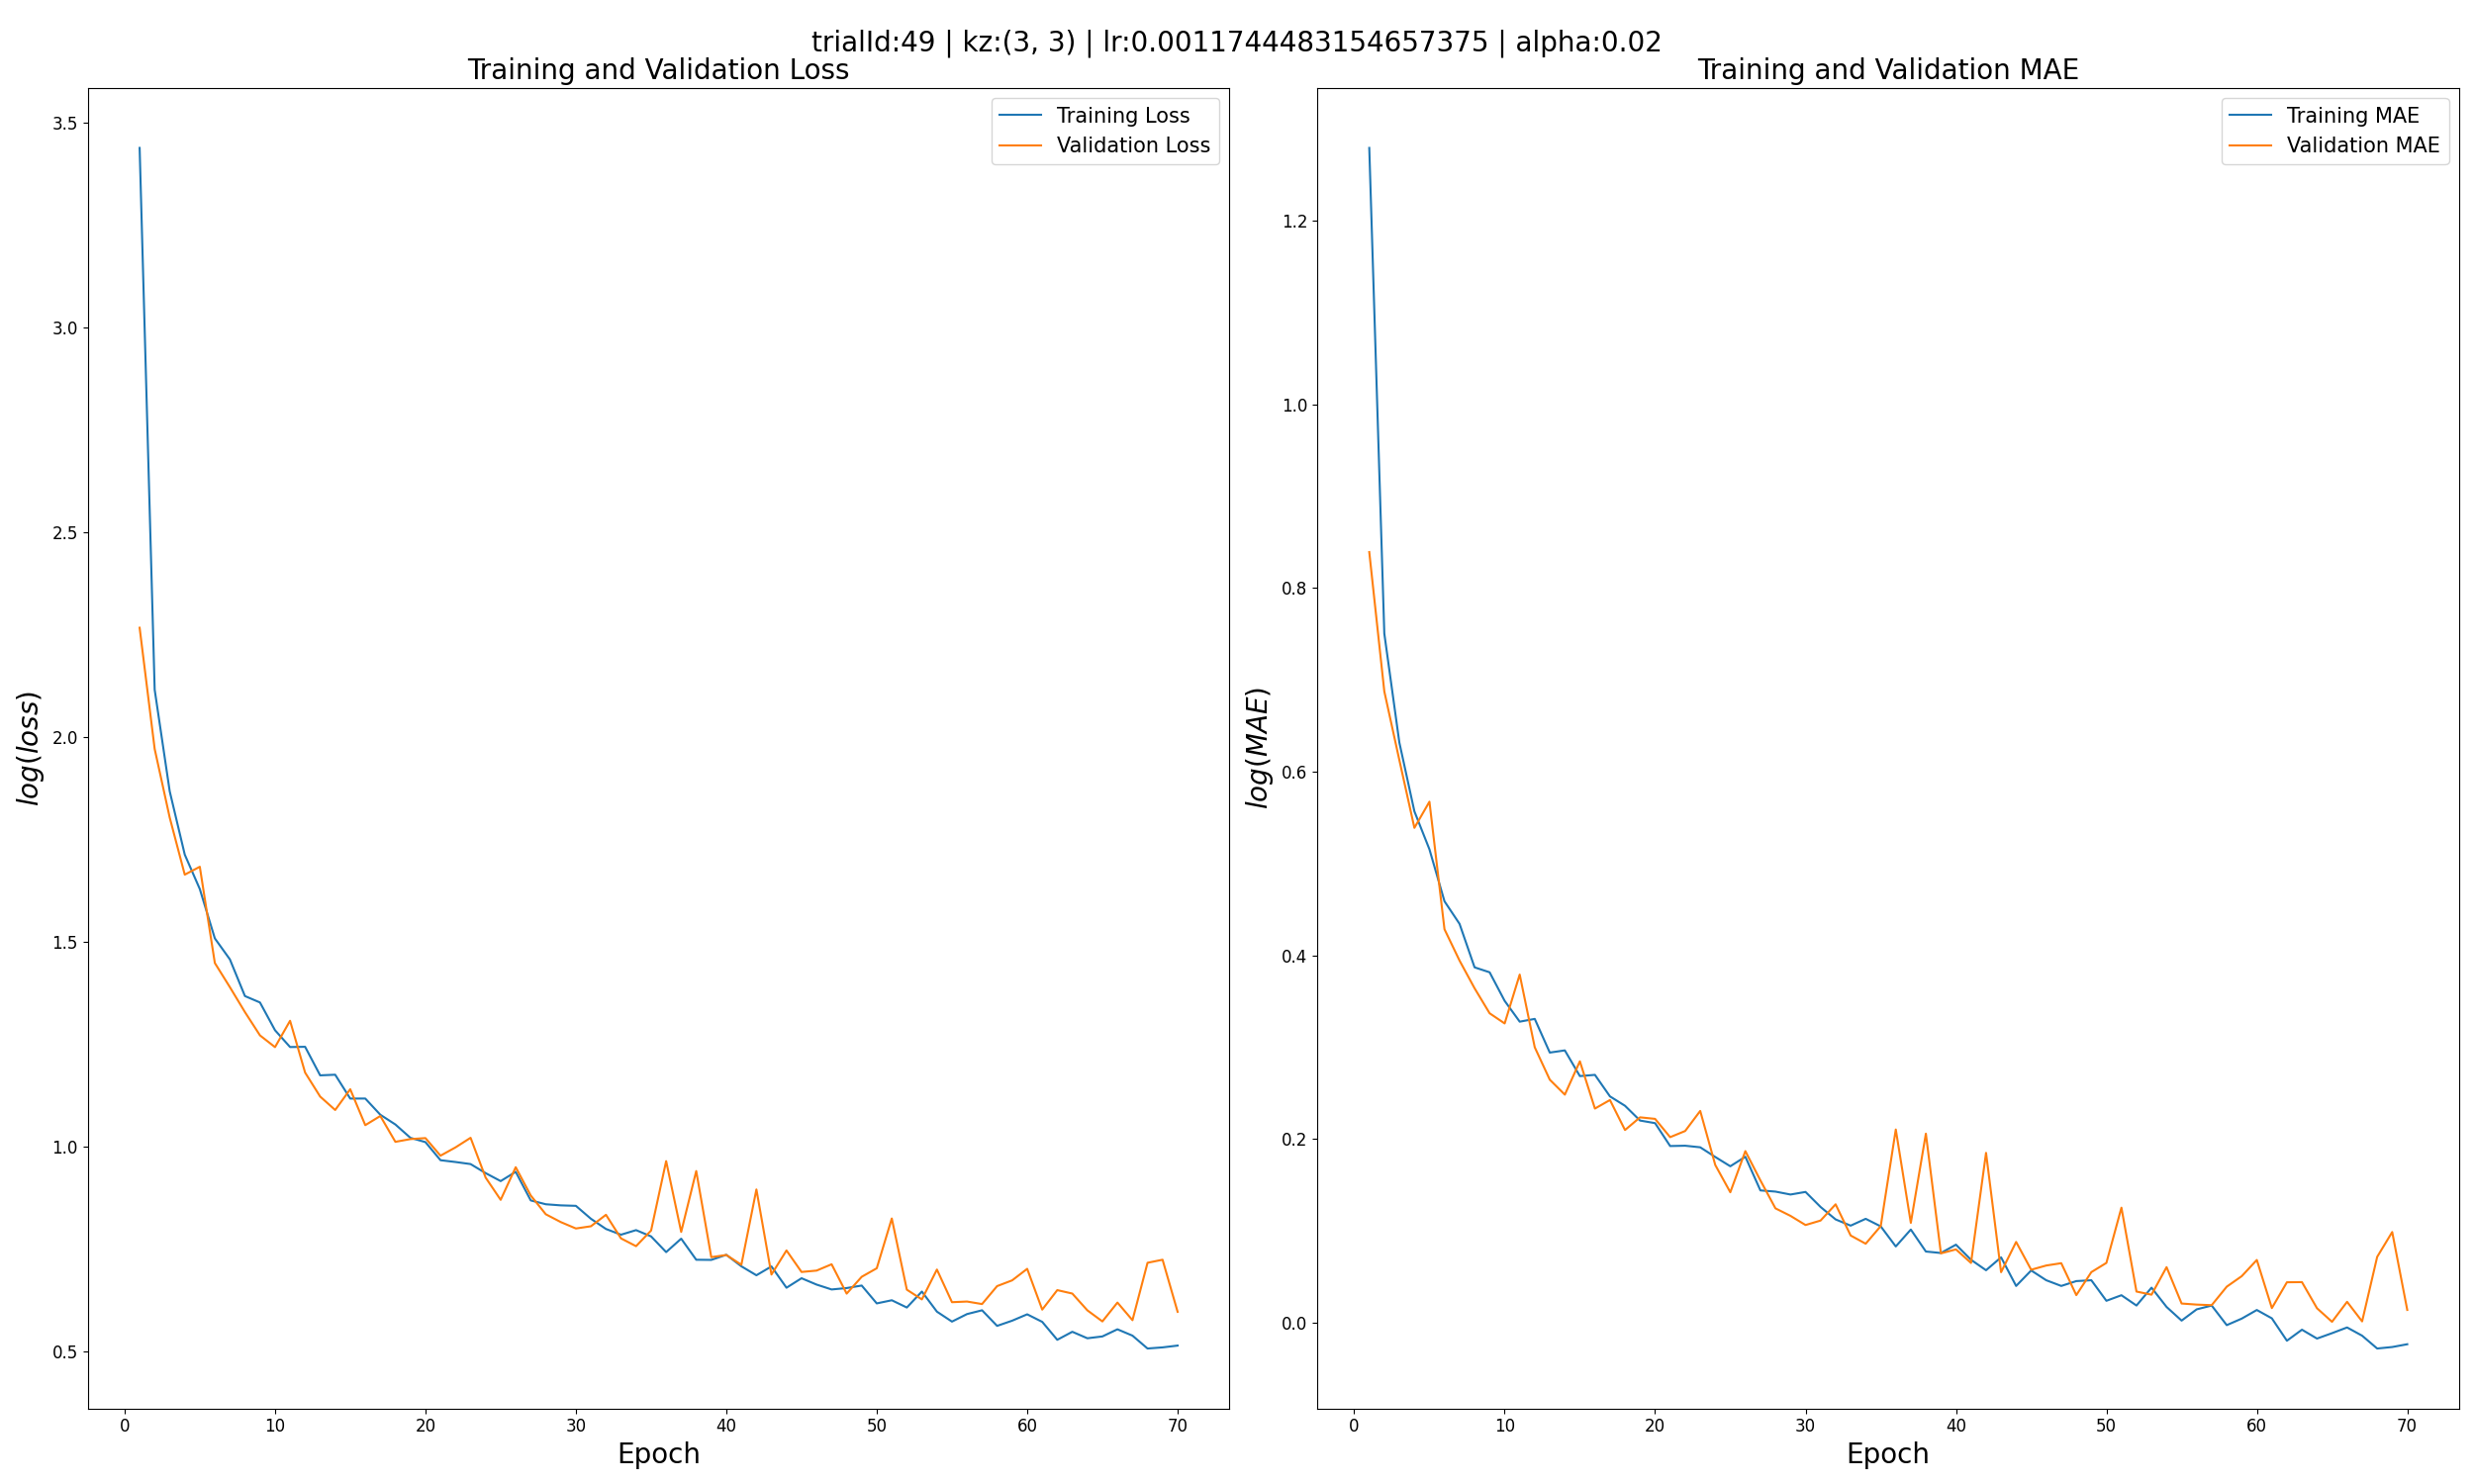 trialId:49 | kz:(3, 3) | lr:0.0011744483154657375 | alpha:0.02
Training and Validation Loss
Training Loss
Validation Loss
log(loss)
3.5
3.0
2.5
2.0
1.5
1.0
0.5
0 10 20 30 40 50 60 70
Epoch
Training and Validation MAE
Training MAE
Validation MAE
log(MAE)
1.2
1.0
0.8
0.6
0.4
0.2
0.0
0 10 20 30 40 50 60 70
Epoch